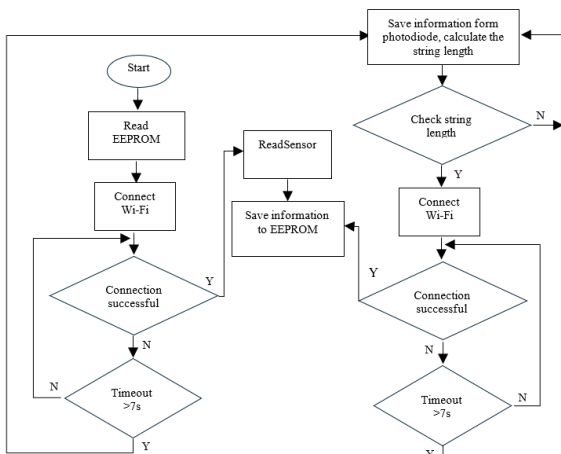 Start
Read
EEPROM
Connect
Wi-Fi
Connection
successful
Y
N
Timeout
>7s
N
Y
ReadSensor
Save information
to EEPROM
Save information form
photodiode, calculate the
string length
Check string
length
N
Y
Connect
Wi-Fi
Connection
successful
Y
N
Timeout
>7s
N
Y